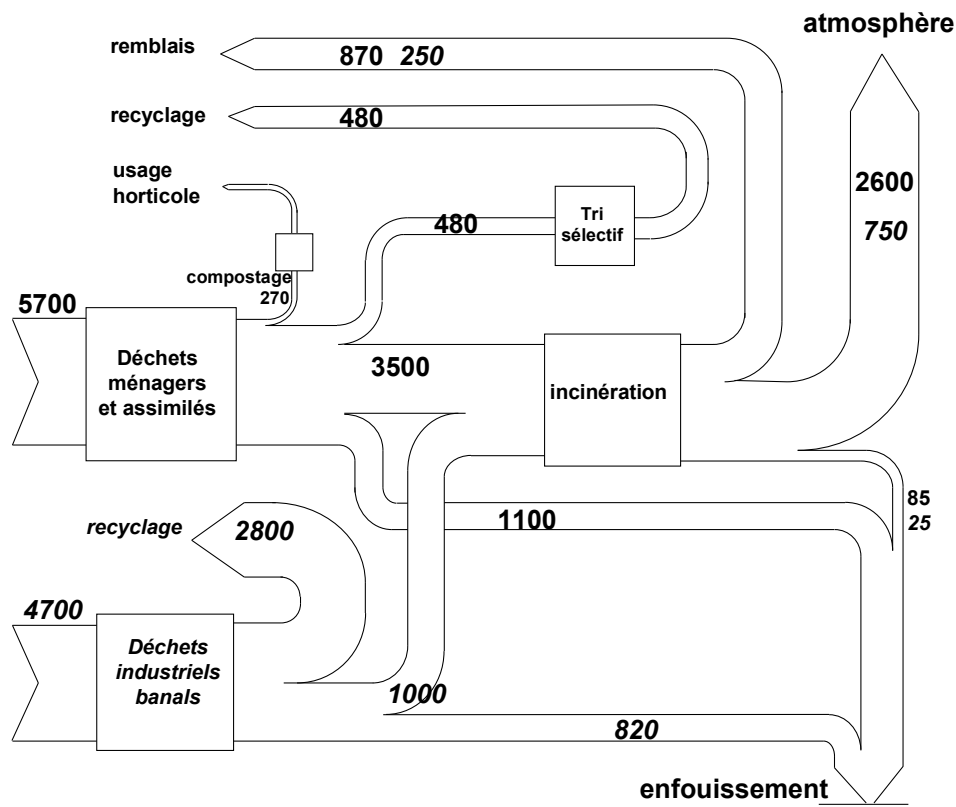 atmosphère
remblais
870 250
recyclage
480
usage
horticole
2600
750
Tri
sélectif
480
compostage
270
5700
Déchets
ménagers
et assimilés
3500
incinération
85
25
1100
recyclage
2800
4700
Déchets
industriels
banals
1000
820
enfouissement